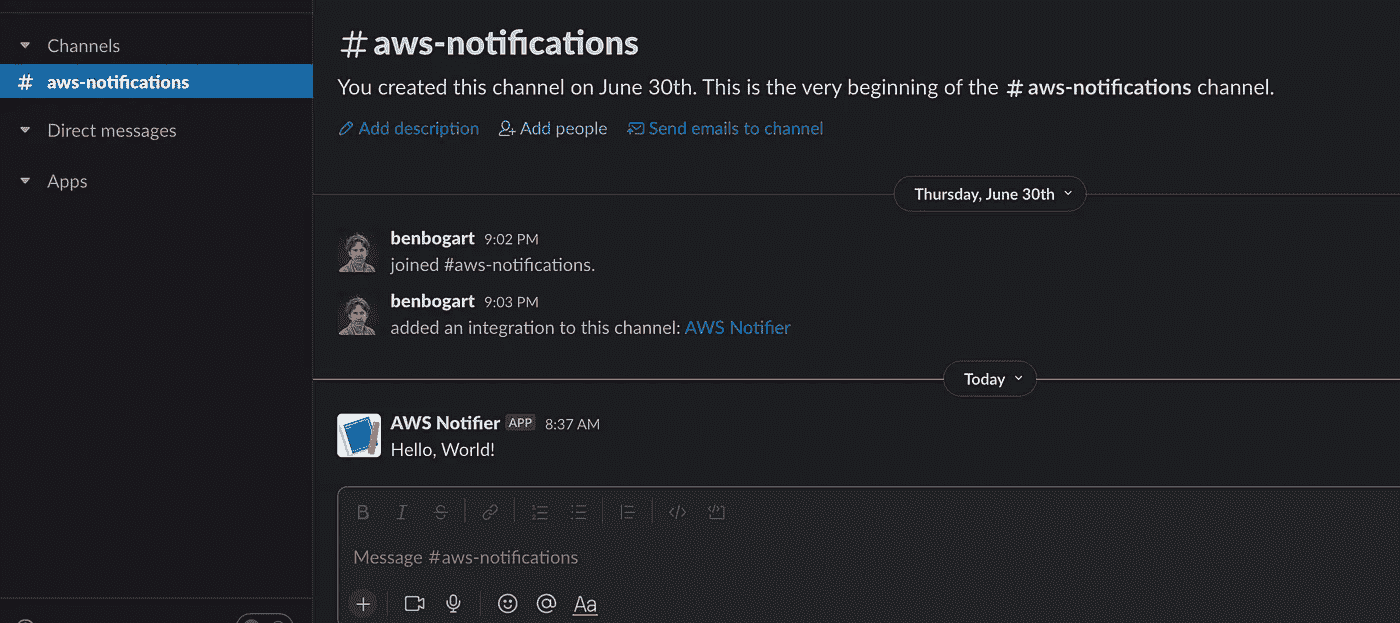 Channels
# aws-notifications
Direct messages
Apps
# aws-notifications
You created this channel on June 30th. This is the very beginning of the # aws-notifications channel.
Add description Add people Send emails to channel
Thursday, June 30th
benbogart 9:02 PM
joined #aws-notifications.
benbogart 9:03 PM
added an integration to this channel: AWS Notifier
Today
AWS Notifier APP 8:37 AM
Hello, World!
B I S
Message #aws-notifications
Aa